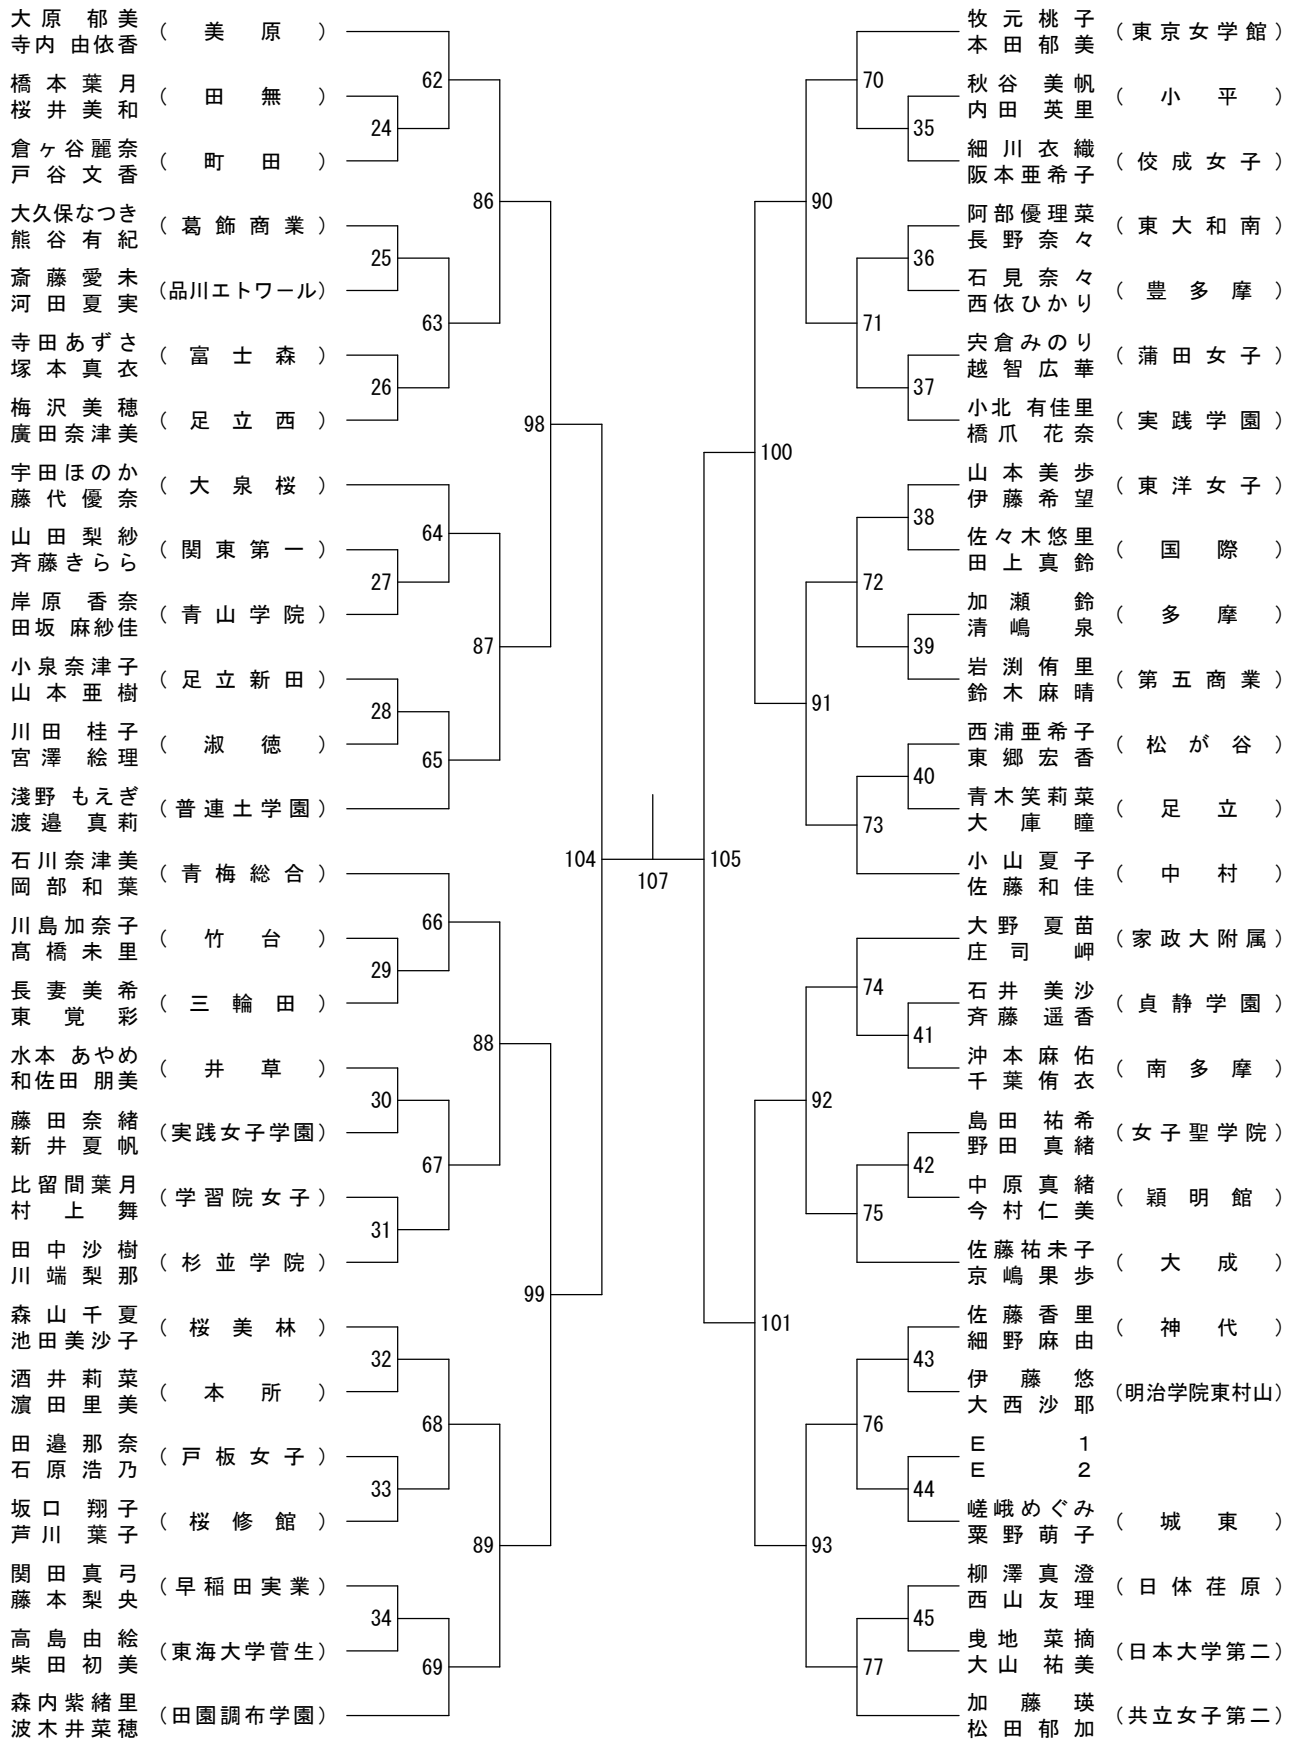 大原 郁美
寺内 由依香
（美原）
橋本葉月
桜井美和
（田無）
倉ヶ谷麗奈
戸谷文香
（町田）
大久保なつき
熊谷有紀
（葛飾商業）
斎藤愛未
河田夏実
（品川エトワール）
寺田あずさ
塚本真衣
（富士森）
梅沢美穂
廣田奈津美
（足立西）
宇田ほのか
藤代優奈
（大泉桜）
山田梨紗
斉藤きらら
（関東第一）
岸原 香奈
田坂 麻紗佳
（青山学院）
小泉奈津子
山本亜樹
（足立新田）
川田 桂子
宮澤 絵理
（淑徳）
淺野 もえぎ
渡邉 真莉
（普連土学園）
石川奈津美
岡部和葉
（青梅総合）
川島加奈子
髙橋未里
（竹台）
長妻美希
東覚彩
（三輪田）
水本 あやめ
和佐田 朋美
（井草）
藤田奈緒
新井夏帆
（実践女子学園）
比留間葉月
村上舞
（学習院女子）
田中沙樹
川端梨那
（杉並学院）
森山千夏
池田美沙子
（桜美林）
酒井莉菜
濵田里美
（本所）
田邉那奈
石原浩乃
（戸板女子）
坂口 翔子
芦川 葉子
（桜修館）
関田真弓
藤本梨央
（早稲田実業）
高島由絵
柴田初美
（東海大学菅生）
森内紫緒里
波木井菜穂
（田園調布学園）
24
25
26
27
28
29
30
31
32
33
34
62
63
64
65
66
67
68
69
86
87
88
89
98
99
104
107
105
100
101
90
91
92
93
70
71
72
73
74
75
76
77
35
36
37
38
39
40
41
42
43
44
45
牧元桃子
本田郁美
（東京女学館）
秋谷 美帆
内田 英里
（小平）
細川衣織
阪本亜希子
（佼成女子）
阿部優理菜
長野奈々
（東大和南）
石見奈々
西依ひかり
（豊多摩）
宍倉みのり
越智広華
（蒲田女子）
小北 有佳里
橋爪 花奈
（実践学園）
山本美歩
伊藤希望
（東洋女子）
佐々木悠里
田上真鈴
（国際）
加瀬 鈴
清嶋 泉
（多摩）
岩渕侑里
鈴木麻晴
（第五商業）
西浦亜希子
東郷宏香
（松が谷）
青木笑莉菜
大庫瞳
（足立）
小山夏子
佐藤和佳
（中村）
大野 夏苗
庄司 岬
（家政大附属）
石井 美沙
斉藤 遥香
（貞静学園）
沖本麻佑
千葉侑衣
（南多摩）
島田 祐希
野田 真緒
（女子聖学院）
中原真緒
今村仁美
（穎明館）
佐藤祐未子
京嶋果歩
（大成）
佐藤香里
細野麻由
（神代）
伊藤悠
大西沙耶
（明治学院東村山）
E 1
E 2
嵯峨めぐみ
粟野萌子
（城東）
柳澤真澄
西山友理
（日体荏原）
曵地 菜摘
大山 祐美
（日本大学第二）
加藤瑛
松田郁加
（共立女子第二）